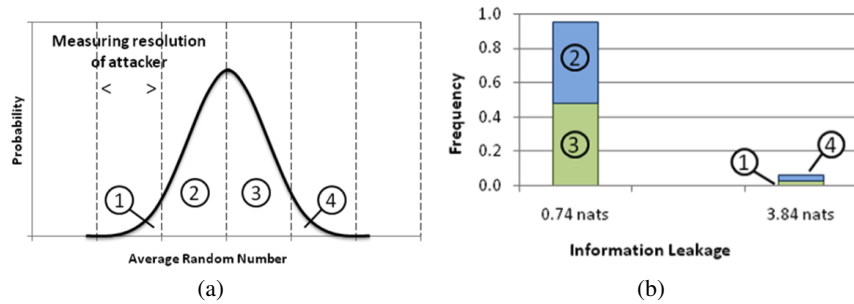 Measuring resolution
of attacker
< >
Probability
① ② ③ ④
Average Random Number
(a)
Frequency
1.0
0.8
0.6
0.4
0.2
0.0
②
③
①
④
0.74 nats 3.84 nats
Information Leakage
(b)